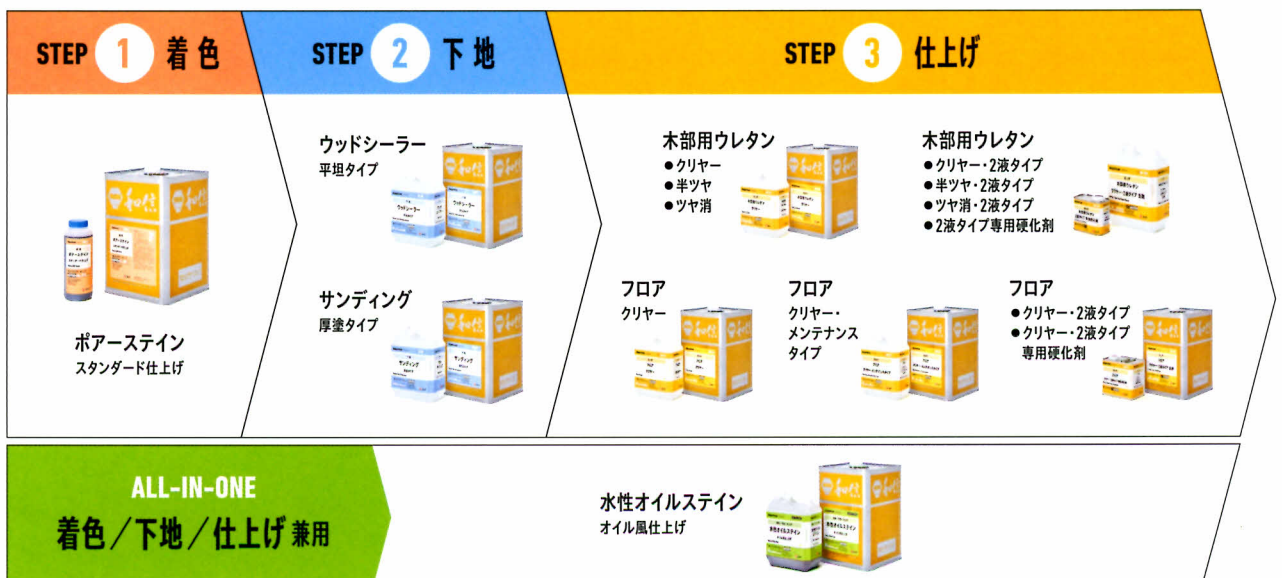 STEP 1 着色
STEP 2 下地
STEP 3 仕上げ
ポアーステイン
スタンダード仕上げ
ウッドシーラー
平坦タイプ
サンディング
厚塗タイプ
木部用ウレタン
●クリヤー
●半ツヤ
●ツヤ消
木部用ウレタン
●クリヤー・2液タイプ
●半ツヤ・2液タイプ
●ツヤ消・2液タイプ
●2液タイプ専用硬化剤
フロア
クリヤー
フロア
クリヤー・
メンテナンス
タイプ
フロア
●クリヤー・2液タイプ
●クリヤー・2液タイプ
専用硬化剤
ALL-IN-ONE
着色/下地/仕上げ 兼用
水性オイルステイン
オイル風仕上げ